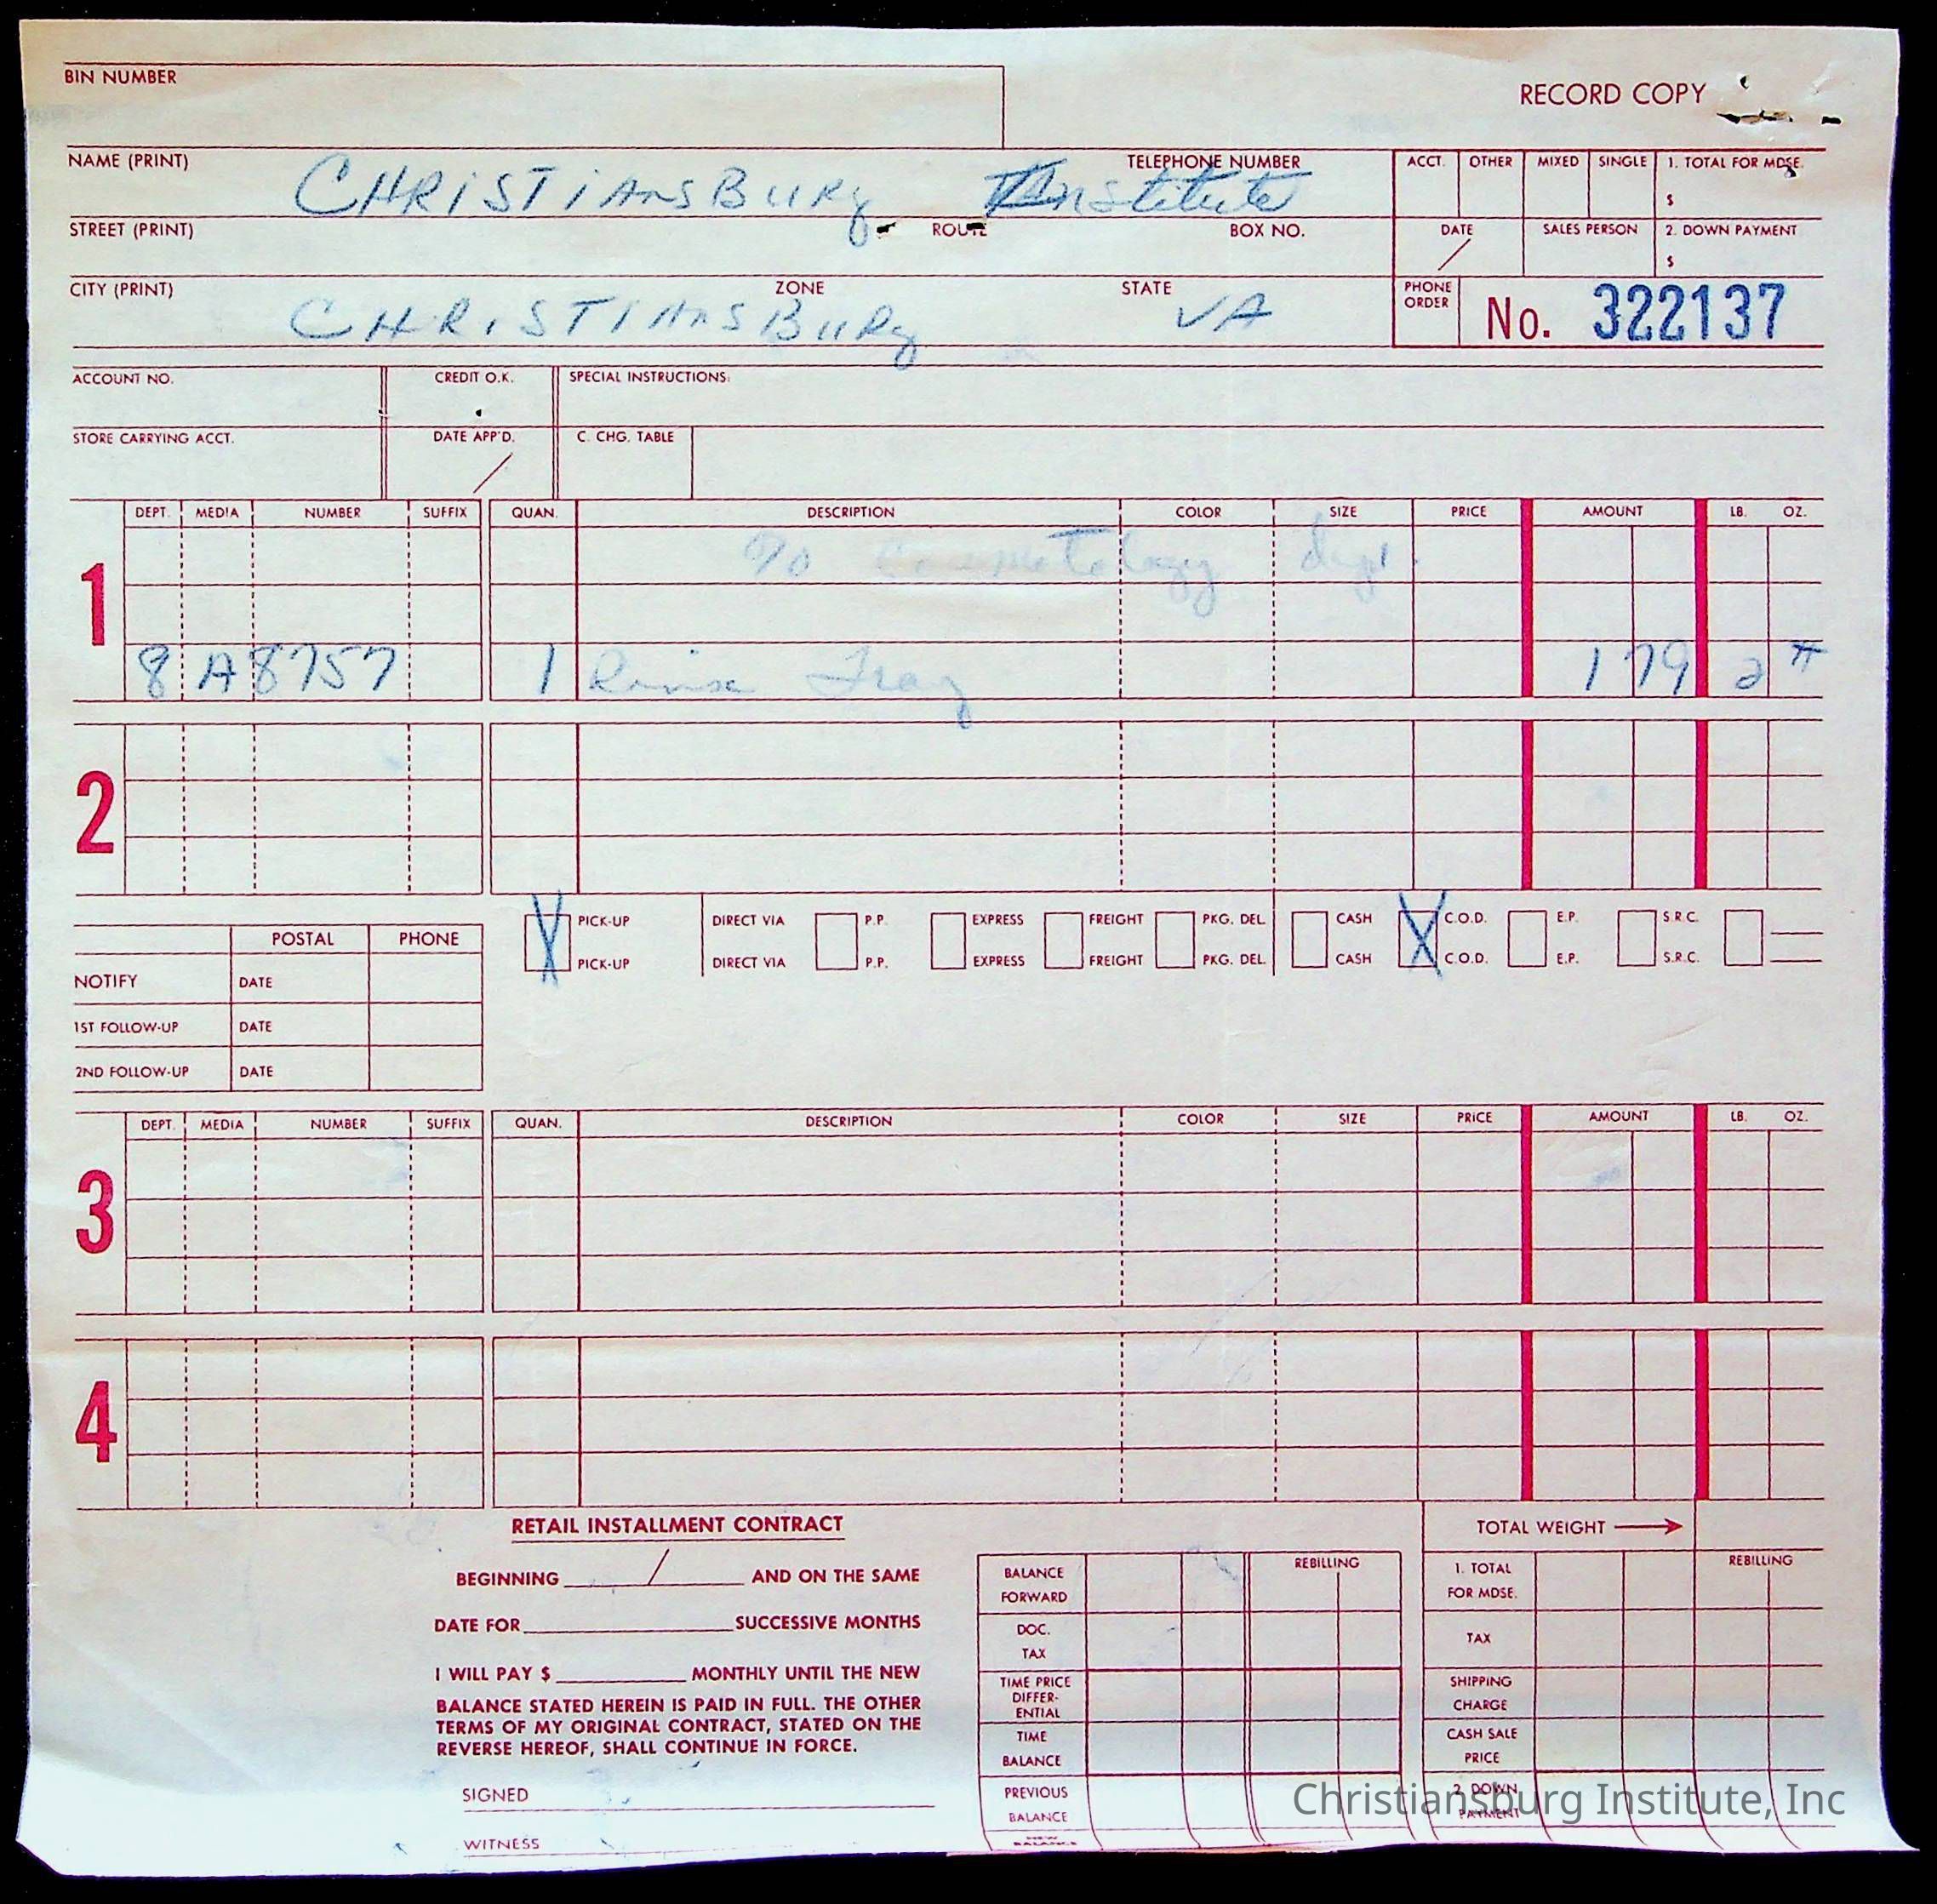 BIN NUMBER
RECORD COPY
NAME (PRINT) CHRISTIANSBURg Institute TELEPHONE NUMBER
ACCT. OTHER MIXED SINGLE 1. TOTAL FOR MDSE. $
STREET (PRINT) ROUTE BOX NO.
DATE / SALES PERSON 2. DOWN PAYMENT $
CITY (PRINT) CHRISTIANSBURg ZONE STATE VA
PHONE ORDER No. 322137
ACCOUNT NO. CREDIT O.K. SPECIAL INSTRUCTIONS:
STORE CARRYING ACCT. DATE APP'D. / C. CHG. TABLE
DEPT. MEDIA NUMBER SUFFIX QUAN. DESCRIPTION COLOR SIZE PRICE AMOUNT LB. OZ.
1
Cosmetology dept.
8 A 8757 1 Rinse Tray 1 79 2 #
2
X PICK-UP DIRECT VIA P.P. EXPRESS FREIGHT PKG. DEL. CASH X C.O.D. E.P. S.R.C.
PICK-UP DIRECT VIA P.P. EXPRESS FREIGHT PKG. DEL. CASH C.O.D. E.P. S.R.C.
POSTAL PHONE
NOTIFY DATE
1ST FOLLOW-UP DATE
2ND FOLLOW-UP DATE
DEPT. MEDIA NUMBER SUFFIX QUAN. DESCRIPTION COLOR SIZE PRICE AMOUNT LB. OZ.
3
4
RETAIL INSTALLMENT CONTRACT
BEGINNING / AND ON THE SAME
DATE FOR SUCCESSIVE MONTHS
I WILL PAY $ MONTHLY UNTIL THE NEW
BALANCE STATED HEREIN IS PAID IN FULL. THE OTHER
TERMS OF MY ORIGINAL CONTRACT, STATED ON THE
REVERSE HEREOF, SHALL CONTINUE IN FORCE.
SIGNED
WITNESS
BALANCE FORWARD REBILLING
DOC. TAX
TIME PRICE DIFFER- ENTIAL
TIME BALANCE
PREVIOUS BALANCE
NEW BALANCE
TOTAL WEIGHT
1. TOTAL FOR MDSE. REBILLING
TAX
SHIPPING CHARGE
CASH SALE PRICE
2. DOWN PAYMENT
Christiansburg Institute, Inc